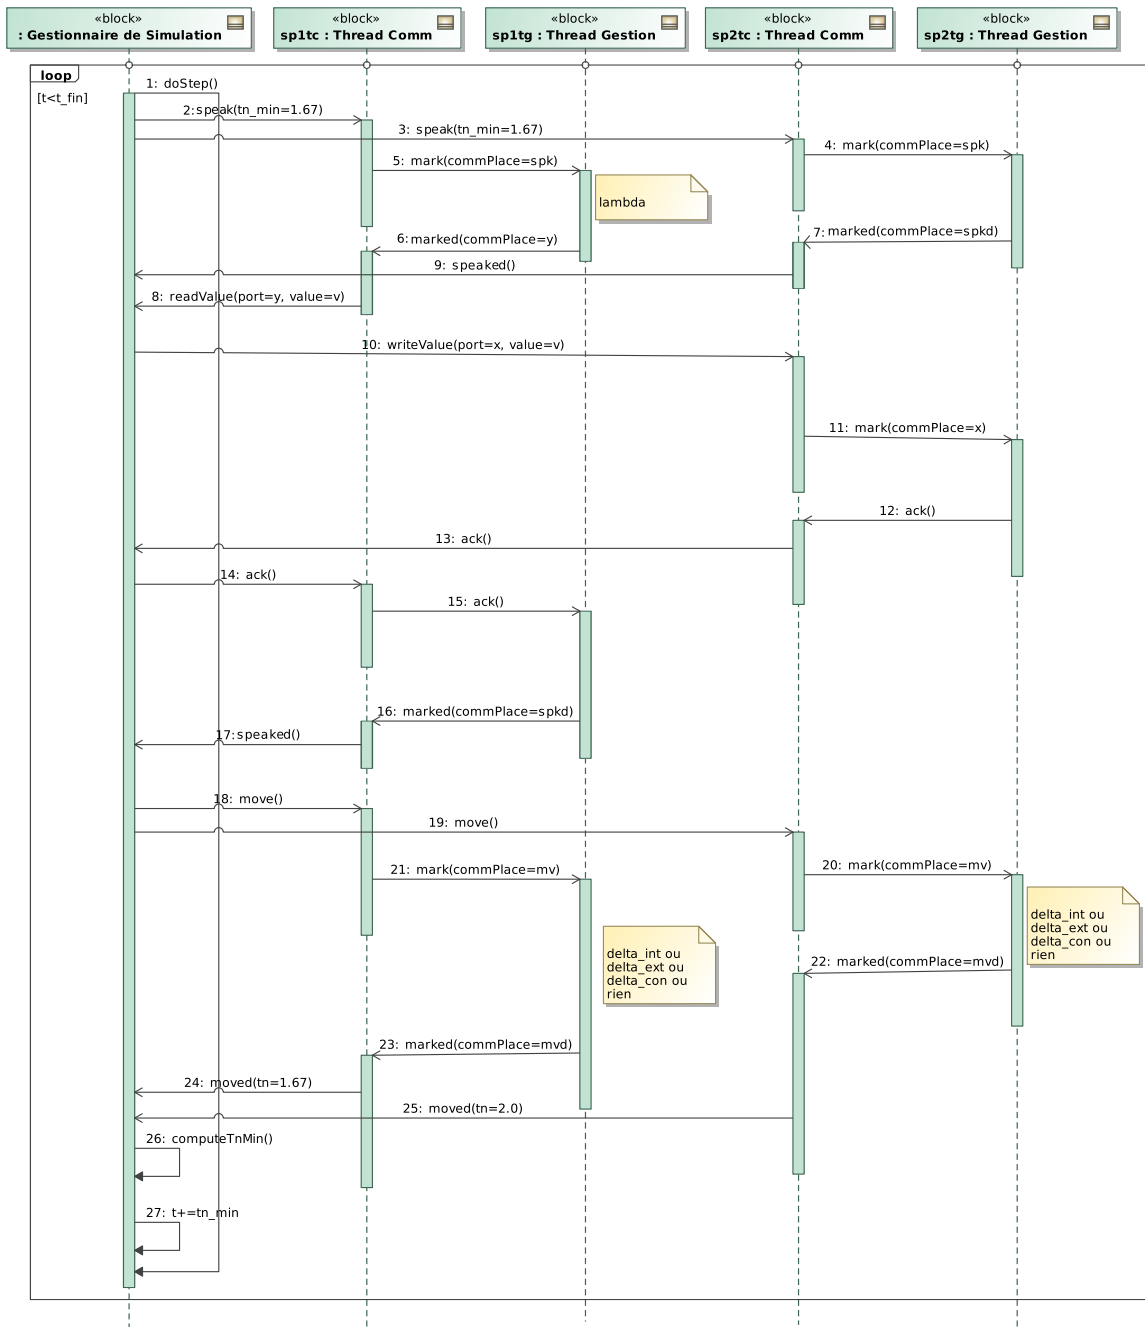 «block»
: Gestionnaire de Simulation
«block»
sp1tc : Thread Comm
«block»
sp1tg : Thread Gestion
«block»
sp2tc : Thread Comm
«block»
sp2tg : Thread Gestion
loop
[t<t_fin]
1: doStep()
2:speak(tn_min=1.67)
3: speak(tn_min=1.67)
4: mark(commPlace=spk)
5: mark(commPlace=spk)
lambda
6:marked(commPlace=y)
7:marked(commPlace=spkd)
9: speaked()
8: readValue(port=y, value=v)
10: writeValue(port=x, value=v)
11: mark(commPlace=x)
12: ack()
13: ack()
14: ack()
15: ack()
16: marked(commPlace=spkd)
17:speaked()
18: move()
19: move()
20: mark(commPlace=mv)
21: mark(commPlace=mv)
delta_int ou
delta_ext ou
delta_con ou
rien
delta_int ou
delta_ext ou
delta_con ou
rien
22: marked(commPlace=mvd)
23: marked(commPlace=mvd)
24: moved(tn=1.67)
25: moved(tn=2.0)
26: computeTnMin()
27: t+=tn_min